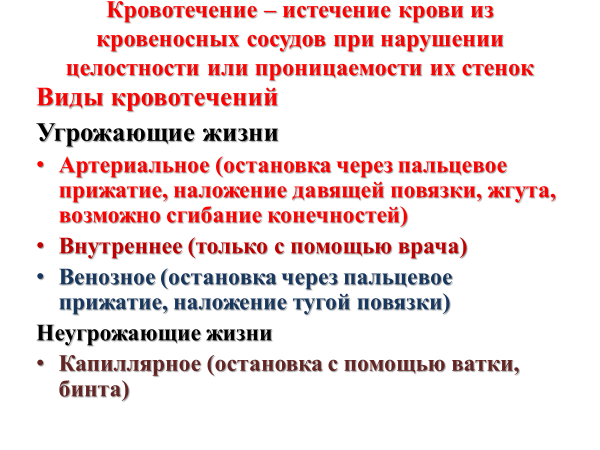 Кровотечение – истечение крови из
кровеносных сосудов при нарушении
целостности или проницаемости их стенок
Виды кровотечений
Угрожающие жизни
• Артериальное (остановка через пальцевое
прижатие, наложение давящей повязки, жгута,
возможно сгибание конечностей)
• Внутреннее (только с помощью врача)
• Венозное (остановка через пальцевое
прижатие, наложение тугой повязки)
Неугрожающие жизни
• Капиллярное (остановка с помощью ватки,
бинта)